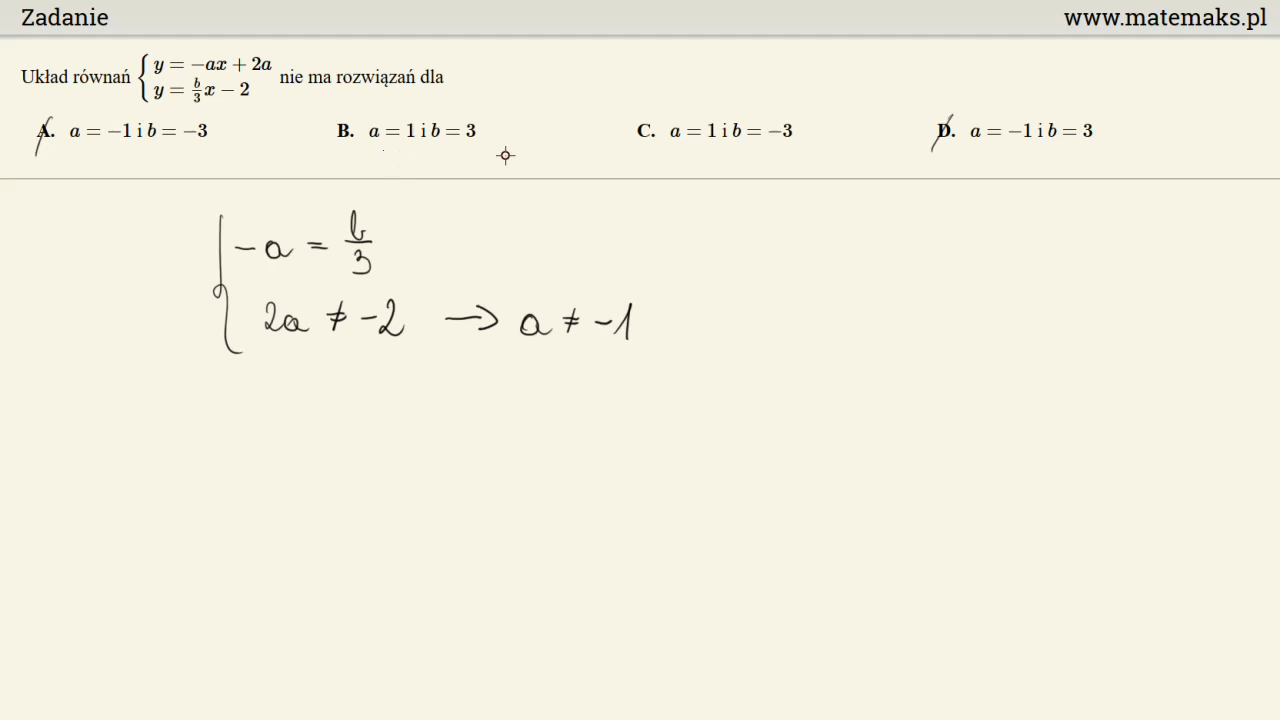 Zadanie
www.matemaks.pl
Układ równań { y = −ax + 2a
y = b/3 x − 2 nie ma rozwiązań dla
A. a = −1 i b = −3 B. a = 1 i b = 3 C. a = 1 i b = −3 D. a = −1 i b = 3
{ −a = b/3
2a ≠ −2 → a ≠ −1